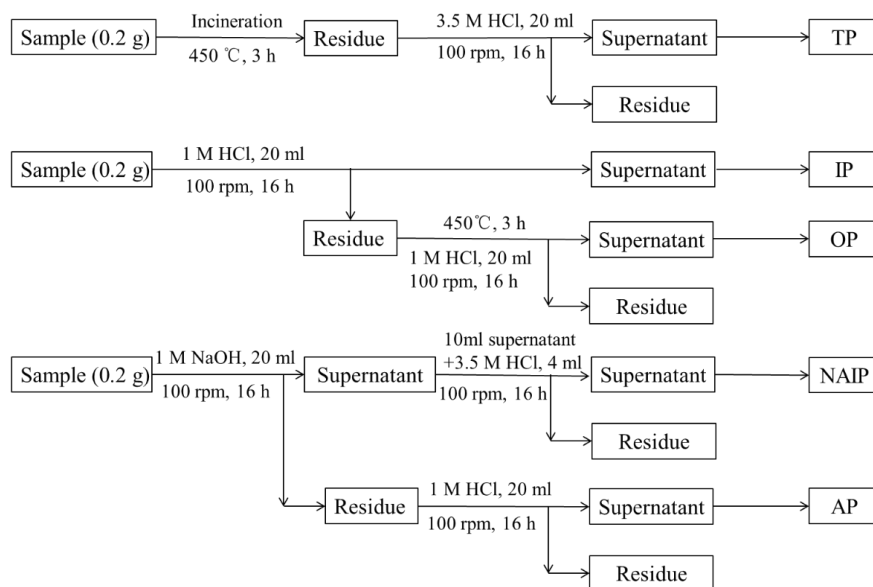 Incineration
3.5 M HCl, 20 ml
Sample (0.2 g)
Residue
Supernatant
TP
450 ℃, 3 h
100 rpm, 16 h
Residue
1 M HCl, 20 ml
Sample (0.2 g)
Supernatant
IP
100 rpm, 16 h
450℃, 3 h
Residue
Supernatant
OP
1 M HCl, 20 ml
100 rpm, 16 h
Residue
10ml supernatant
1 M NaOH, 20 ml
+3.5 M HCl, 4 ml
Sample (0.2 g)
Supernatant
Supernatant
NAIP
100 rpm, 16 h
100 rpm, 16 h
Residue
1 M HCl, 20 ml
Residue
Supernatant
AP
100 rpm, 16 h
Residue